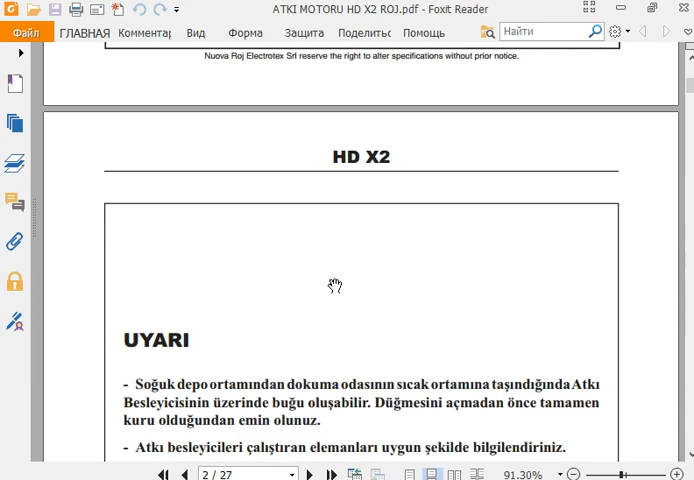 ATKI MOTORU HD X2 ROJ.pdf - Foxit Reader
Файл ГЛАВНАЯ Коммента Вид Форма Защита Поделитьс Помощь Найти
Nuova Roj Electrotex Srl reserve the right to alter specifications without prior notice.
HD X2
UYARI
- Soğuk depo ortamından dokuma odasının sıcak ortamına taşındığında Atkı
Besleyicisinin üzerinde buğu oluşabilir. Düğmesini açmadan önce tamamen
kuru olduğundan emin olunuz.
- Atkı besleyicileri çalıştıran elemanları uygun şekilde bilgilendiriniz.
2 / 27 91.30%